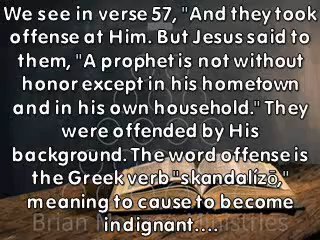 We see in verse 57, "And they took
offense at Him. But Jesus said to
them, "A prophet is not without
honor except in his hometown
and in his own household." They
were offended by His
background. The word offense is
the Greek verb "skandalízō,"
meaning to cause to become
indignant....
Brian